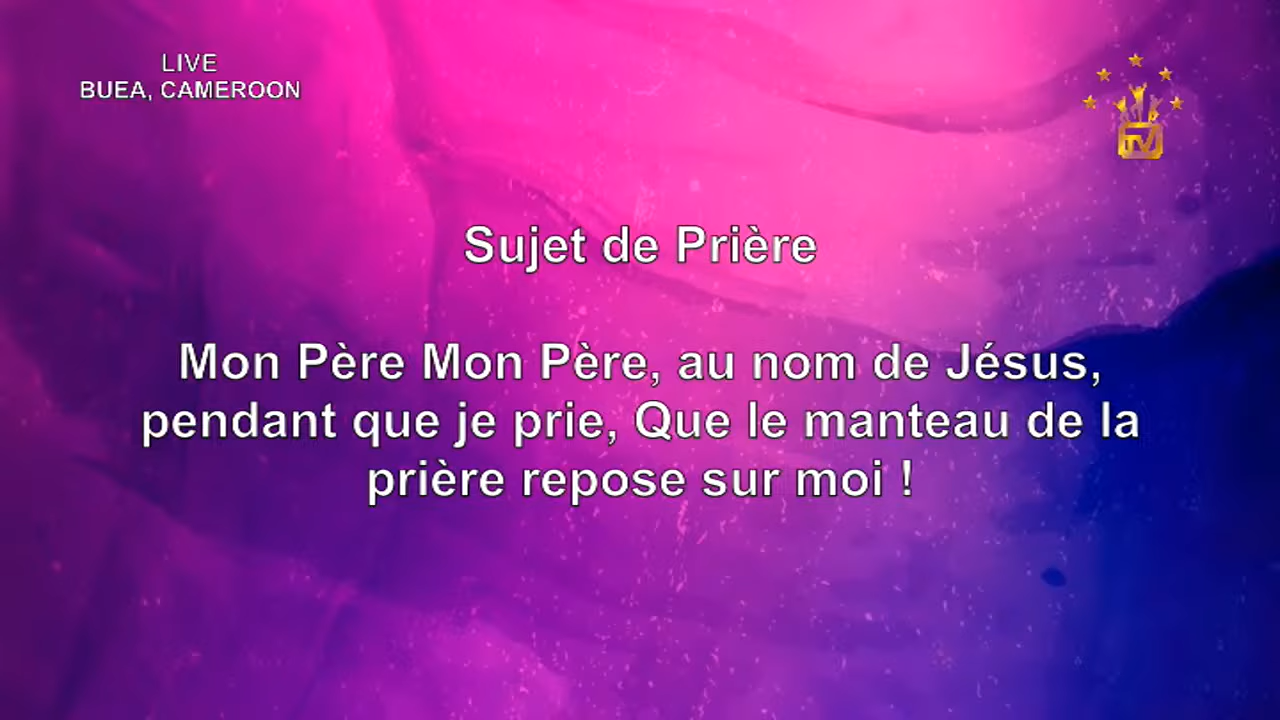 LIVE
BUEA, CAMEROON
TV
Sujet de Prière
Mon Père Mon Père, au nom de Jésus,
pendant que je prie, Que le manteau de la
prière repose sur moi !